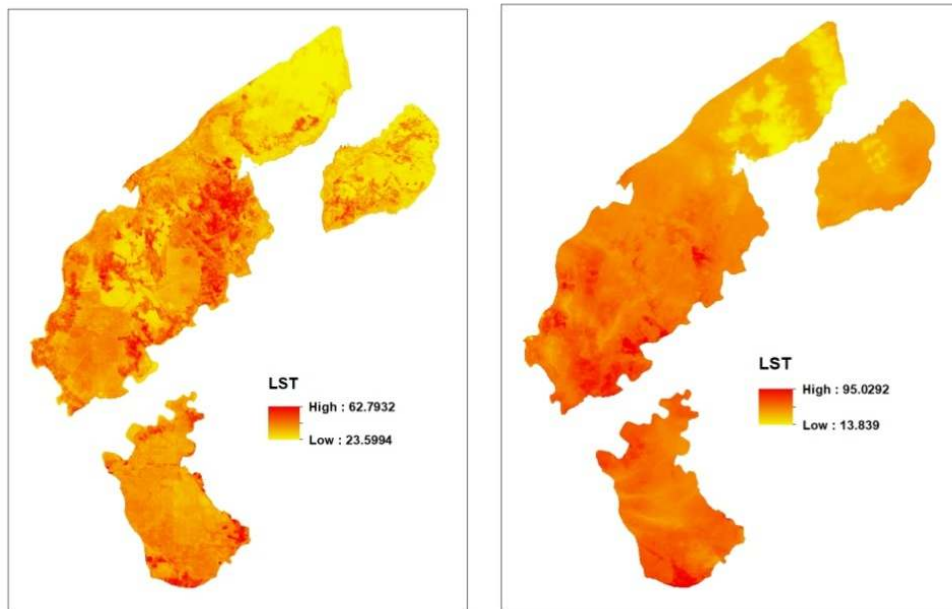 LST
High : 62.7932
Low : 23.5994
LST
High : 95.0292
Low : 13.839